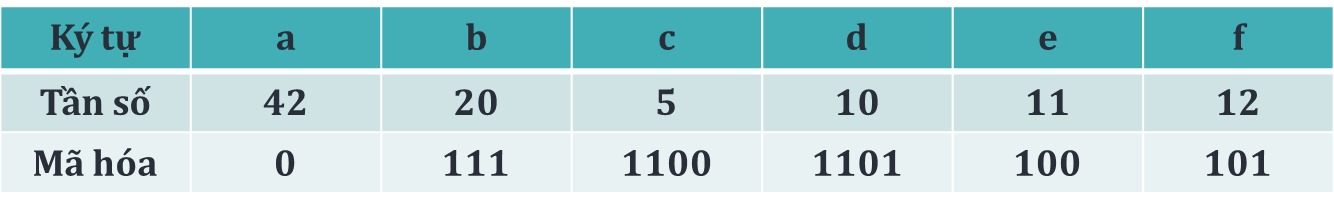 Ký tự a b c d e f
Tần số 42 20 5 10 11 12
Mã hóa 0 111 1100 1101 100 101